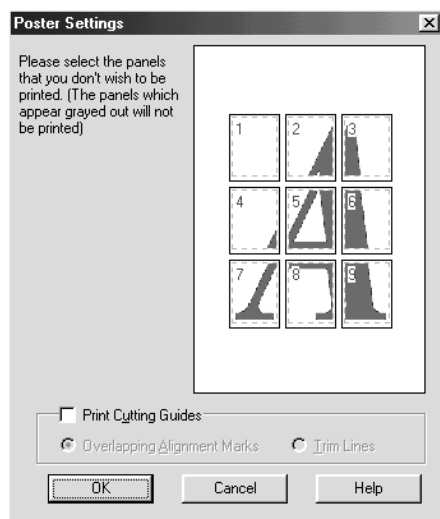 Poster Settings
Please select the panels
that you don't wish to be
printed. (The panels which
appear grayed out will not
be printed)
1 2 3
4 5 6
7 8 9
Print Cutting Guides
Overlapping Alignment Marks Trim Lines
OK Cancel Help